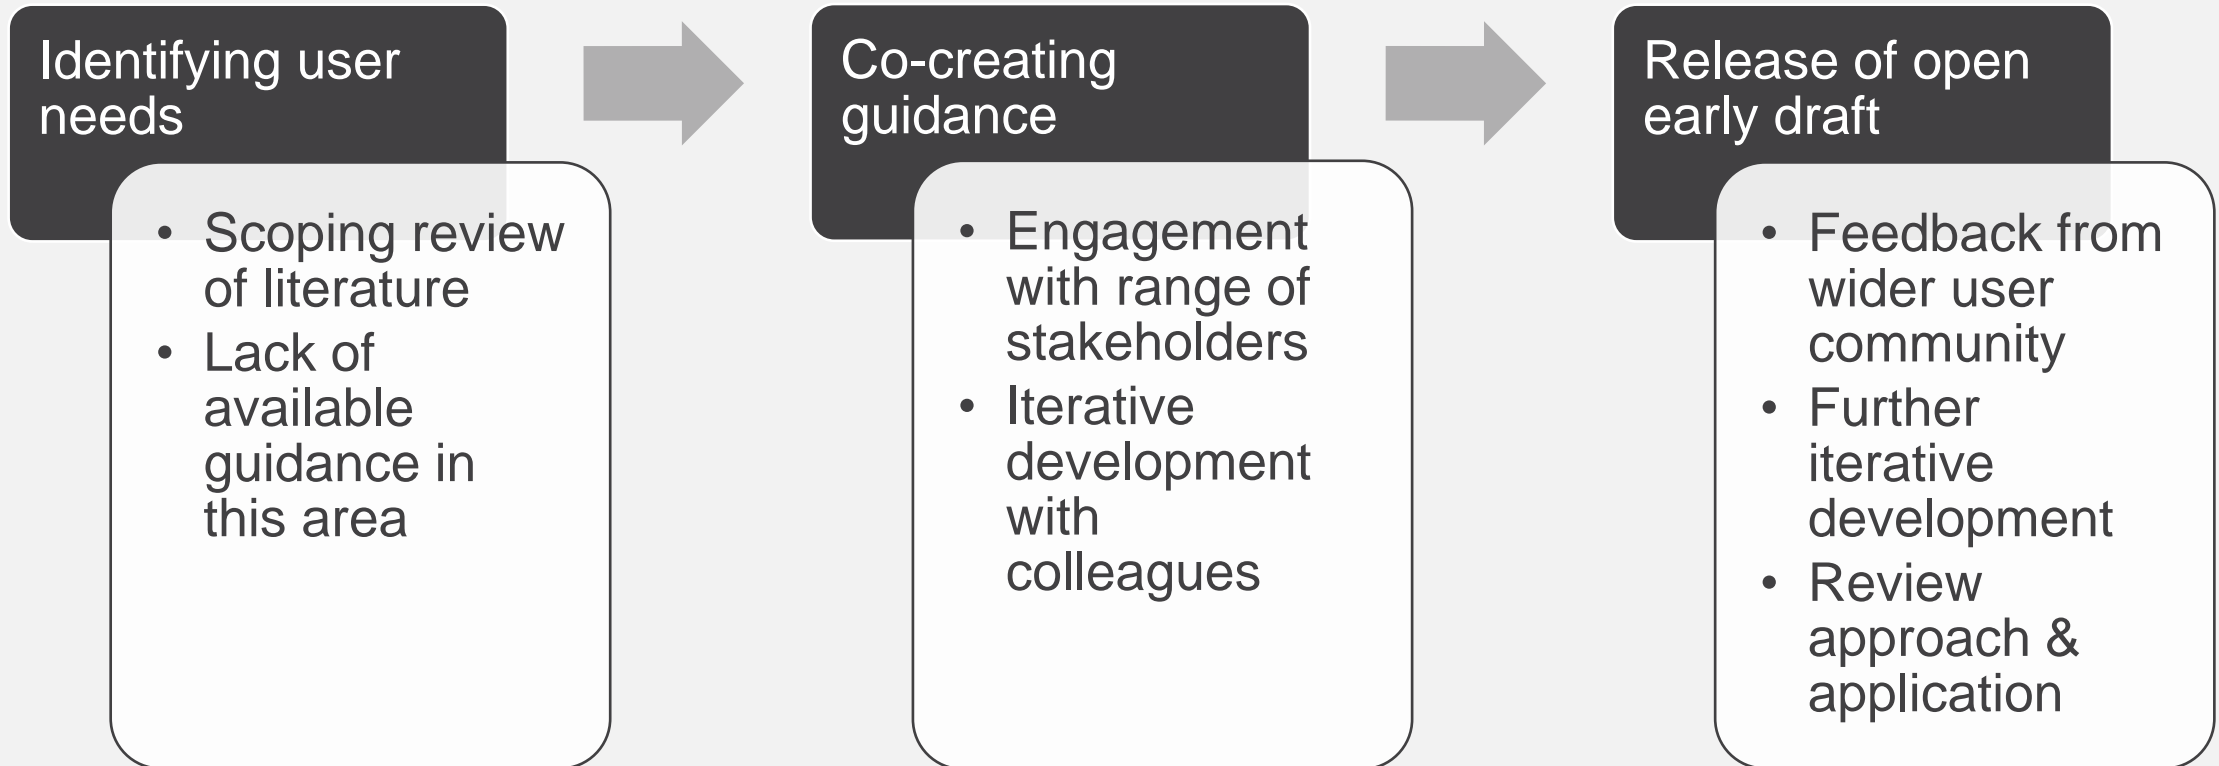 Identifying user
needs
• Scoping review
of literature
• Lack of
available
guidance in
this area
Co-creating
guidance
• Engagement
with range of
stakeholders
• Iterative
development
with
colleagues
Release of open
early draft
• Feedback from
wider user
community
• Further
iterative
development
• Review
approach &
application